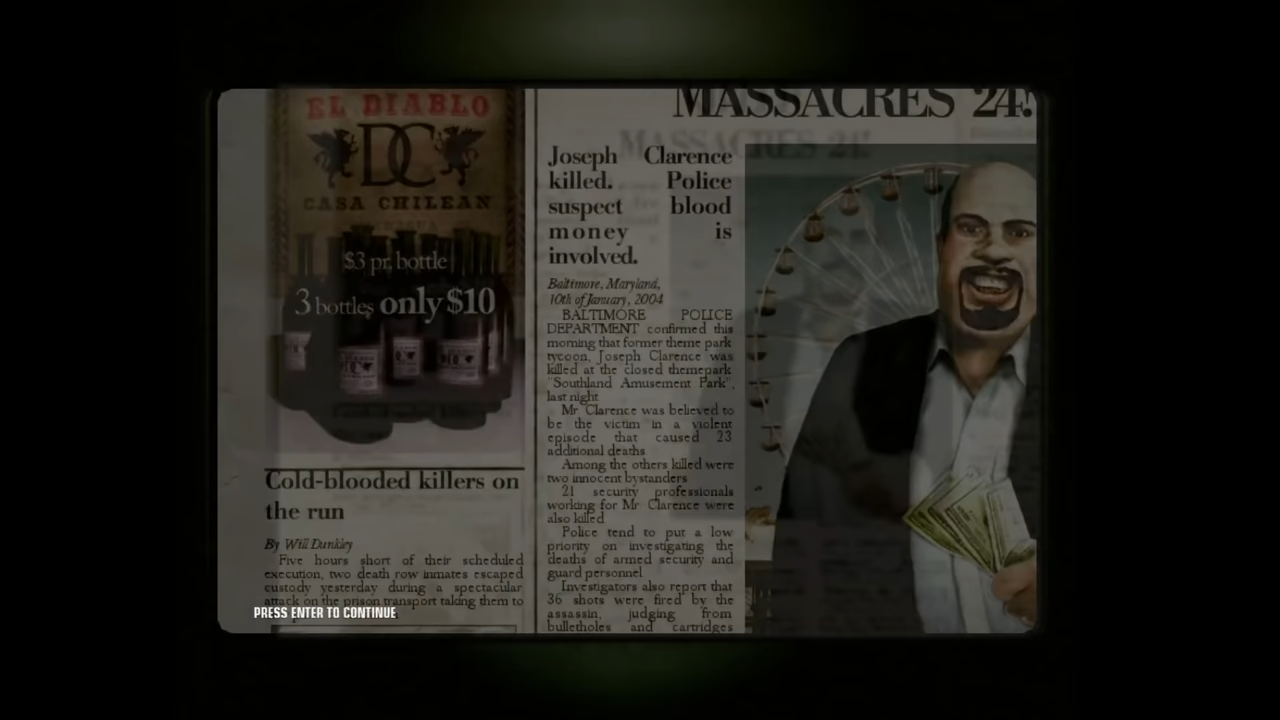 EL DIABLO
DC
CASA CHILEAN
$3 pr. bottle
3 bottles only $10
Cold-blooded killers on
the run
By Will Dunkley
Five hours short of their scheduled
execution, two death row inmates escaped
custody yesterday during a spectacular
attack on the prison transport taking them to
PRESS ENTER TO CONTINUE
MASSACRES 24!
MASSACRES 24!
Joseph Clarence
killed. Police
suspect blood
money is
involved.
Baltimore, Maryland,
10th of January, 2004
BALTIMORE POLICE
DEPARTMENT confirmed this
morning that former theme park
tycoon, Joseph Clarence was
killed at the closed themepark
"Southland Amusement Park",
last night
Mr Clarence was believed to
be the victim in a violent
episode that caused 23
additional deaths
Among the others killed were
two innocent bystanders
21 security professionals
working for Mr Clarence were
also killed
Police tend to put a low
priority on investigating the
deaths of armed security and
guard personnel
Investigators also report that
36 shots were fired by the
assassin, judging from
bulletholes and cartridges